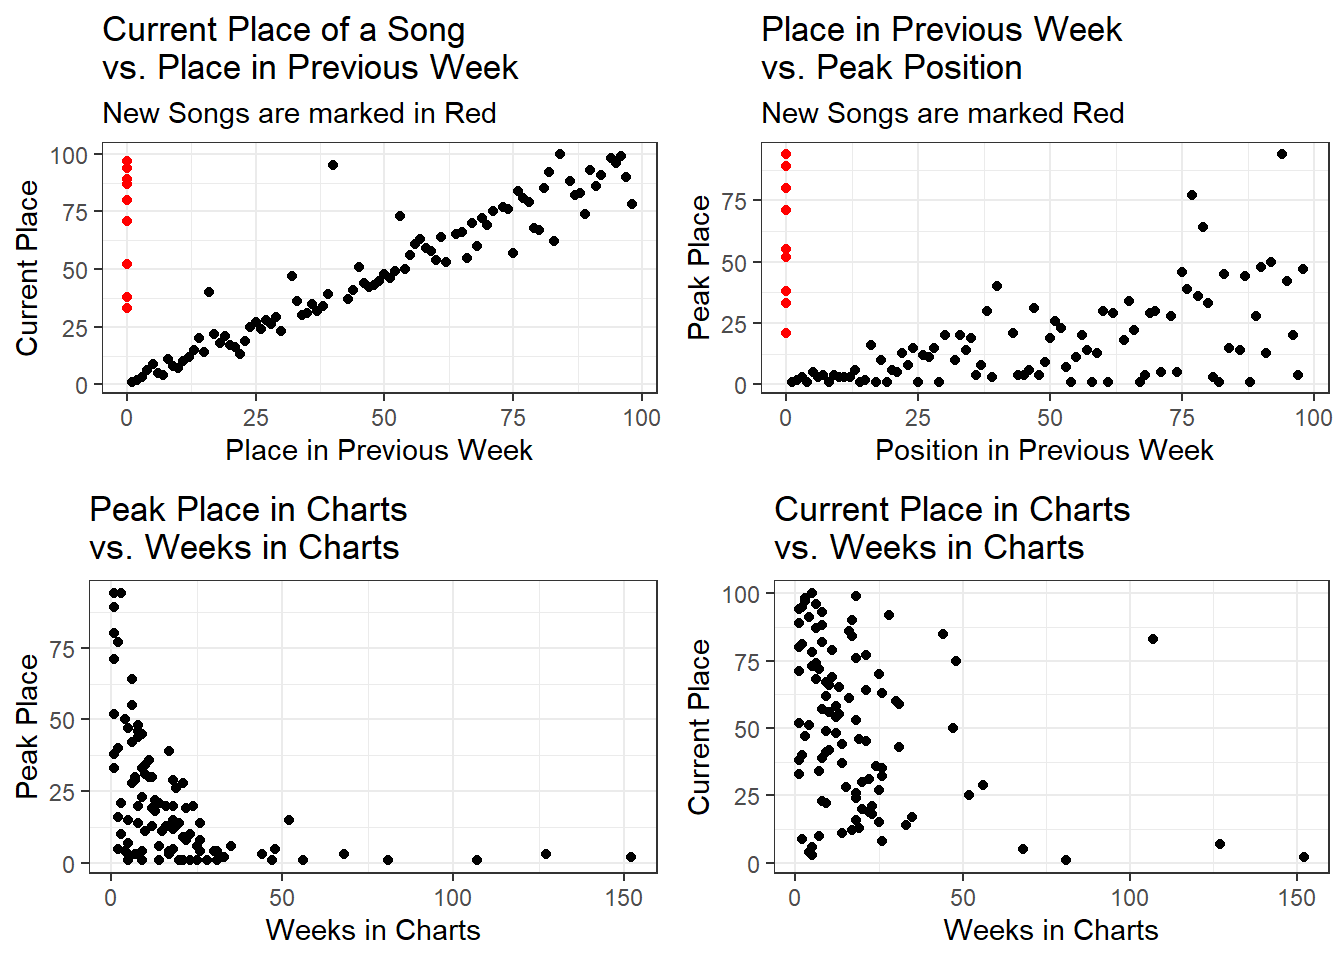 Current Place of a Song
vs. Place in Previous Week
New Songs are marked in Red
100
75
50
25
0
Current Place
0 25 50 75 100
Place in Previous Week
Place in Previous Week
vs. Peak Position
New Songs are marked Red
75
50
25
0
Peak Place
0 25 50 75 100
Position in Previous Week
Peak Place in Charts
vs. Weeks in Charts
75
50
25
0
Peak Place
0 50 100 150
Weeks in Charts
Current Place in Charts
vs. Weeks in Charts
100
75
50
25
0
Current Place
0 50 100 150
Weeks in Charts